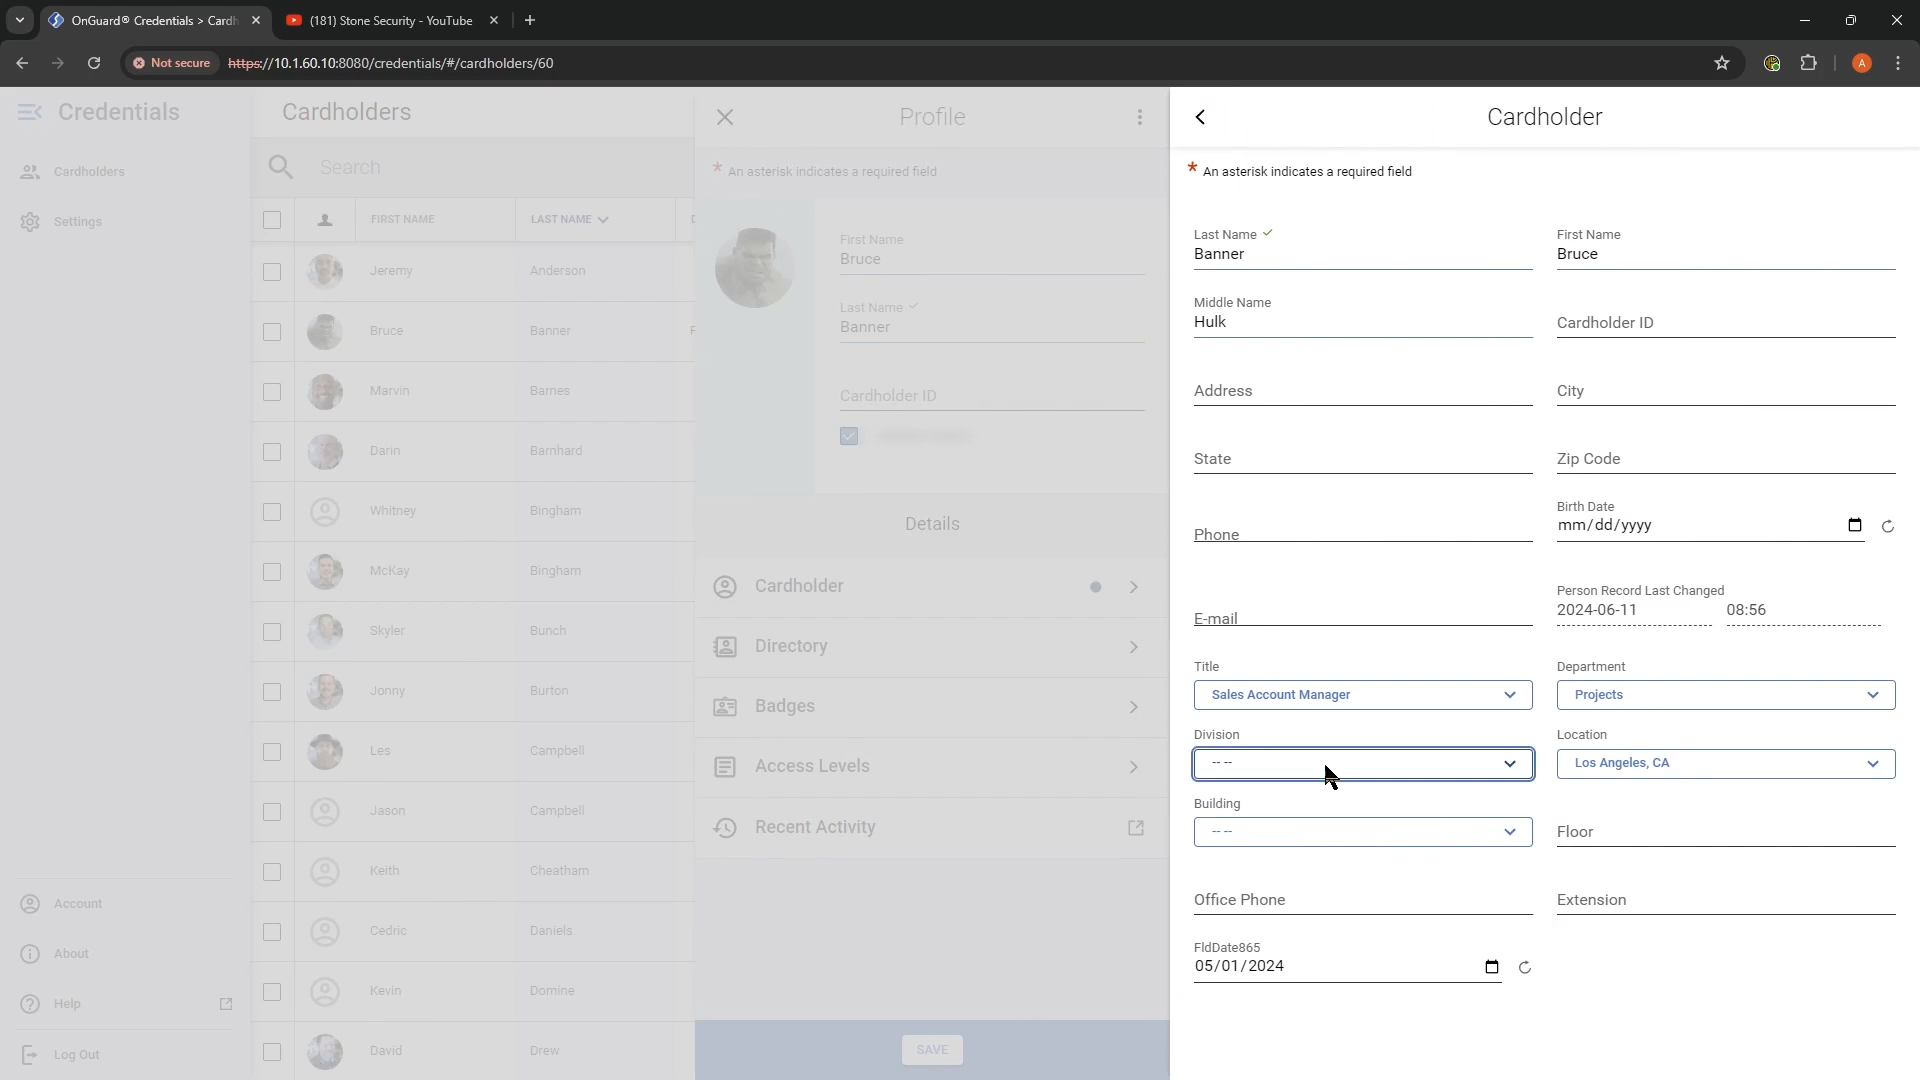 OnGuard® Credentials > Cardh
(181) Stone Security - YouTube
Not secure
https://10.1.60.10:8080/credentials/#/cardholders/60
A
Credentials
Cardholders
Settings
Account
About
Help
Log Out
Cardholders
Search
FIRST NAME LAST NAME
Jeremy Anderson
Bruce Banner
Marvin Barnes
Darin Barnhard
Whitney Bingham
McKay Bingham
Skyler Bunch
Jonny Burton
Les Campbell
Jason Campbell
Keith Cheatham
Cedric Daniels
Kevin Domine
David Drew
Profile
* An asterisk indicates a required field
First Name
Bruce
Last Name
Banner
Cardholder ID
Details
Cardholder
Directory
Badges
Access Levels
Recent Activity
SAVE
Cardholder
* An asterisk indicates a required field
Last Name First Name
Banner Bruce
Middle Name
Hulk Cardholder ID
Address City
State Zip Code
Birth Date
Phone mm/dd/yyyy
Person Record Last Changed
2024-06-11 08:56
E-mail
Title Department
Sales Account Manager Projects
Division Location
-- -- Los Angeles, CA
Building
-- -- Floor
Office Phone Extension
FldDate865
05/01/2024